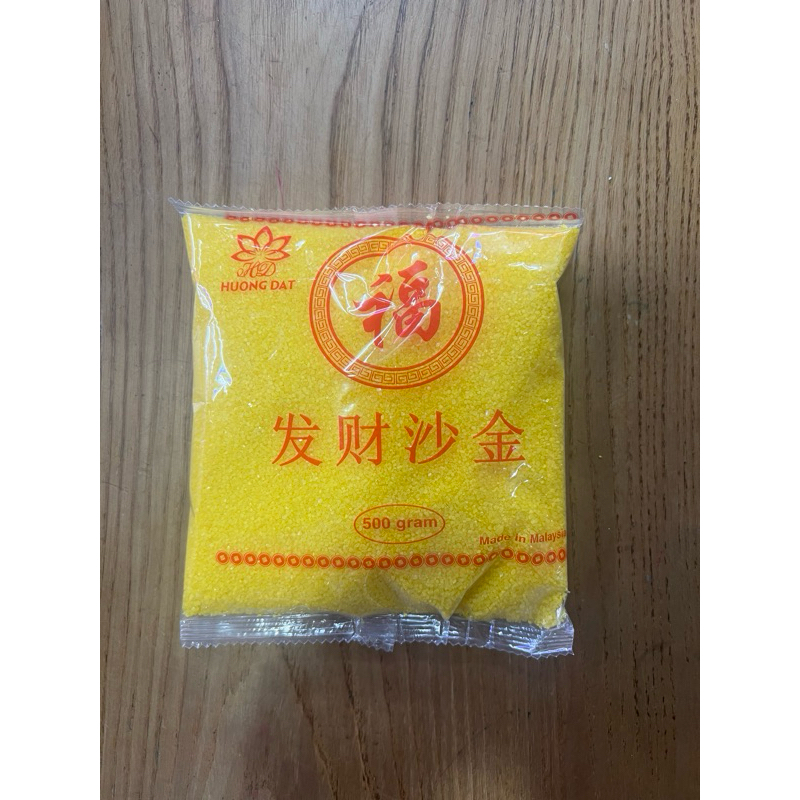 福
HD
HUONG DAT
发财沙金
500 gram
Made in Malaysia